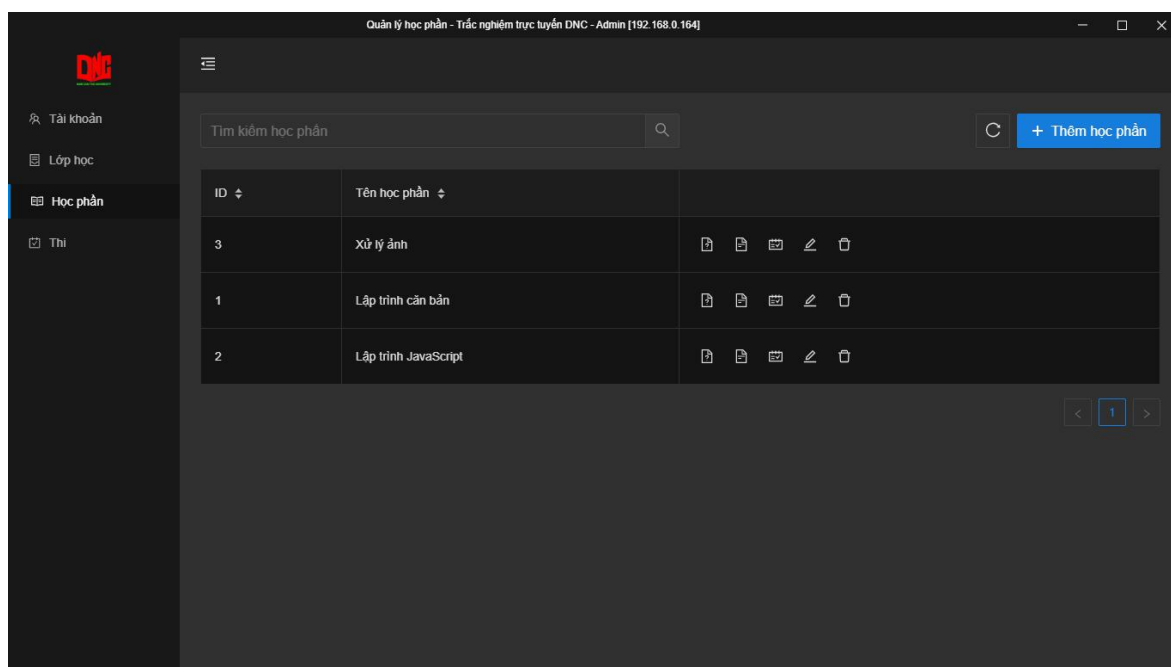 Quản lý học phần - Trắc nghiệm trực tuyến DNC - Admin [192.168.0.164]
DNC
Tài khoản
Lớp học
Học phần
Thi
Tìm kiếm học phần
+ Thêm học phần
ID Tên học phần
3 Xử lý ảnh
1 Lập trình căn bản
2 Lập trình JavaScript
< 1 >